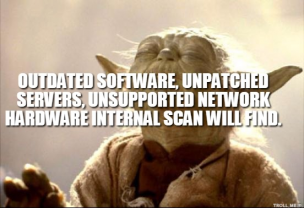 OUTDATED SOFTWARE, UNPATCHED
SERVERS, UNSUPPORTED NETWORK
HARDWARE INTERNAL SCAN WILL FIND.
TROLL.ME